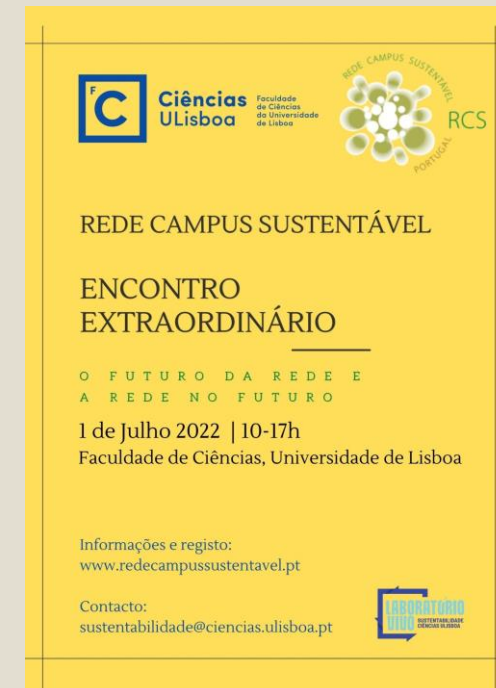 FC
Ciências
ULisboa
Faculdade
de Ciências
da Universidade
de Lisboa
REDE CAMPUS SUSTENTÁVEL
PORTUGAL
RCS
REDE CAMPUS SUSTENTÁVEL
ENCONTRO
EXTRAORDINÁRIO
O FUTURO DA REDE E
A REDE NO FUTURO
1 de Julho 2022 | 10-17h
Faculdade de Ciências, Universidade de Lisboa
Informações e registo:
www.redecampussustentavel.pt
Contacto:
sustentabilidade@ciencias.ulisboa.pt
LABORATÓRIO
VIVO
SUSTENTABILIDADE
CIÊNCIAS ULISBOA